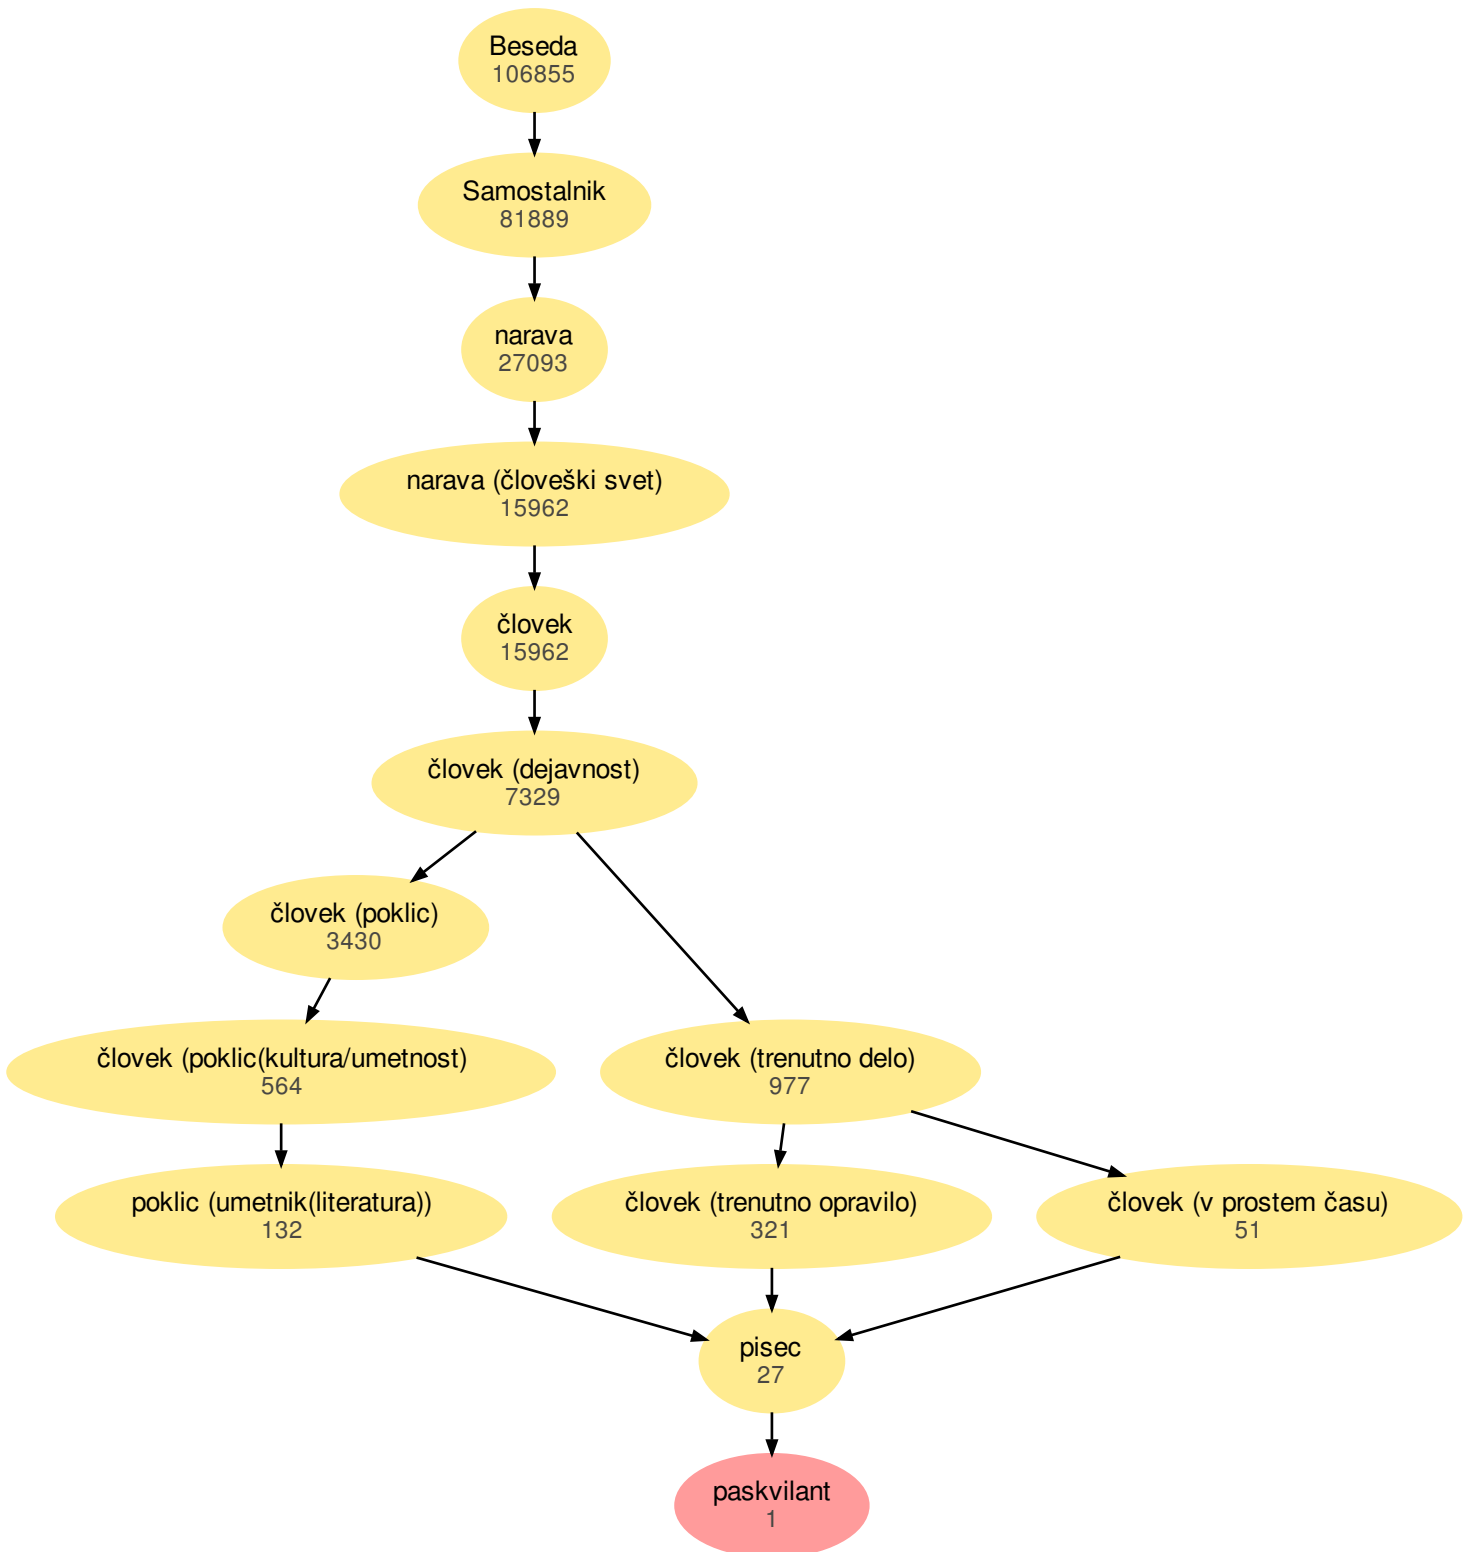 Beseda
106855
Samostalnik
81889
narava
27093
narava (človeški svet)
15962
človek
15962
človek (dejavnost)
7329
človek (poklic)
3430
človek (poklic(kultura/umetnost)
564
človek (trenutno delo)
977
poklic (umetnik(literatura))
132
človek (trenutno opravilo)
321
človek (v prostem času)
51
pisec
27
paskvilant
1